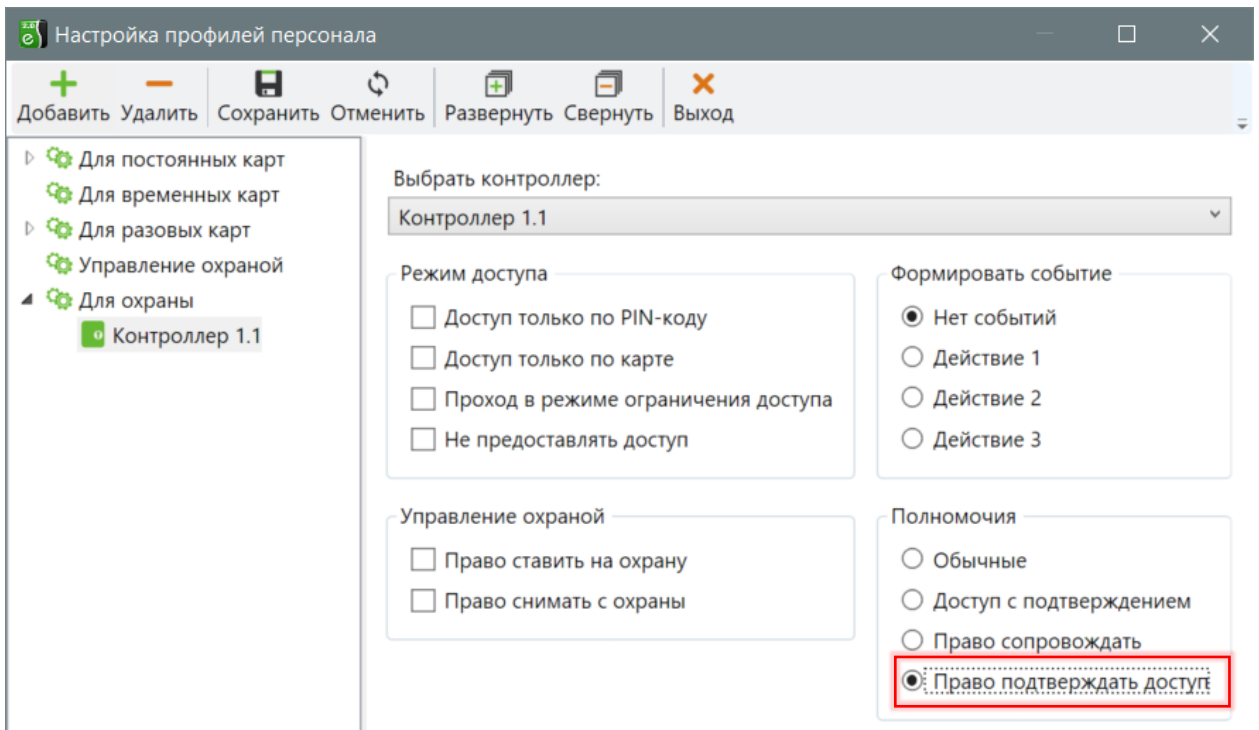 Настройка профилей персонала
Добавить Удалить Сохранить Отменить Развернуть Свернуть Выход
Для постоянных карт
Для временных карт
Для разовых карт
Управление охраной
Для охраны
Контроллер 1.1
Выбрать контроллер:
Контроллер 1.1
Режим доступа
Доступ только по PIN-коду
Доступ только по карте
Проход в режиме ограничения доступа
Не предоставлять доступ
Формировать событие
Нет событий
Действие 1
Действие 2
Действие 3
Управление охраной
Право ставить на охрану
Право снимать с охраны
Полномочия
Обычные
Доступ с подтверждением
Право сопровождать
Право подтверждать доступ